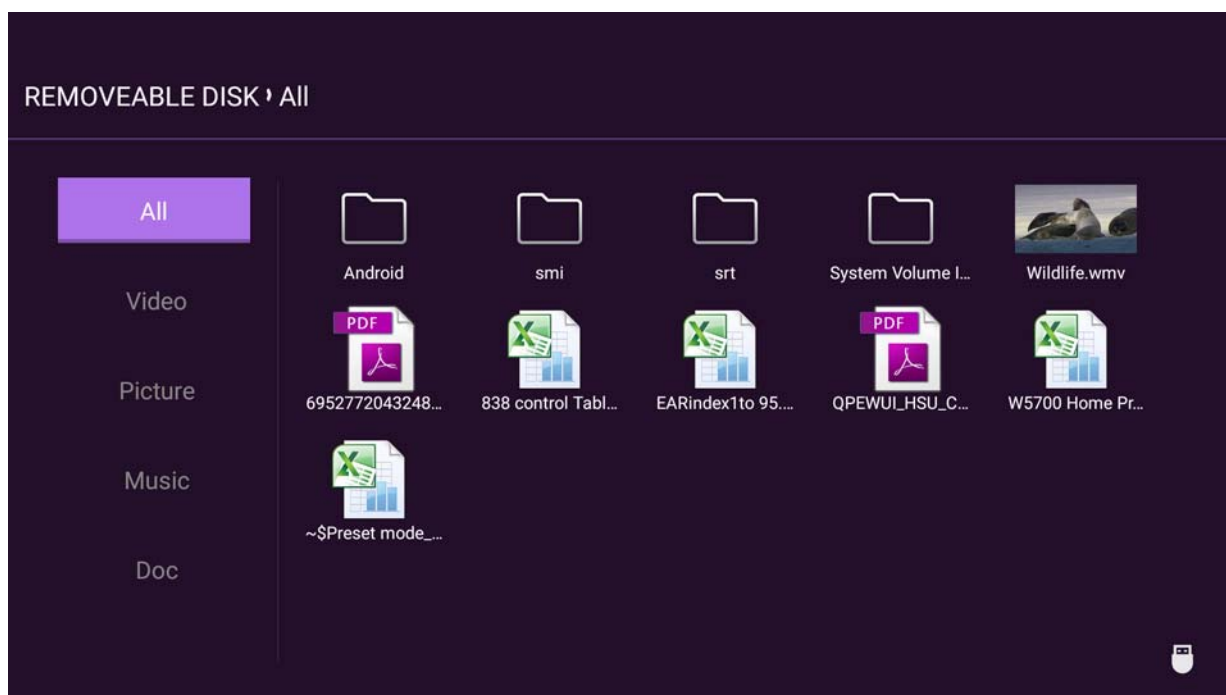 REMOVEABLE DISK › All
All
Video
Picture
Music
Doc
Android
smi
srt
System Volume I...
Wildlife.wmv
PDF
PDF
6952772043248...
838 control Tabl...
EARindex1to 95....
QPEWUI_HSU_C...
W5700 Home Pr...
~$Preset mode_...